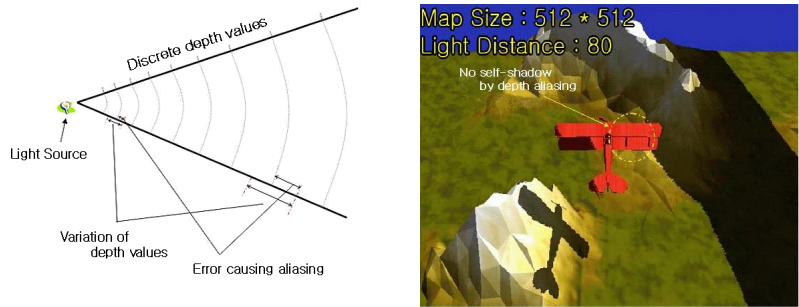 Discrete depth values
Light Source
Variation of
depth values
Error causing aliasing
Map Size : 512 * 512
Light Distance : 80
No self-shadow
by depth aliasing